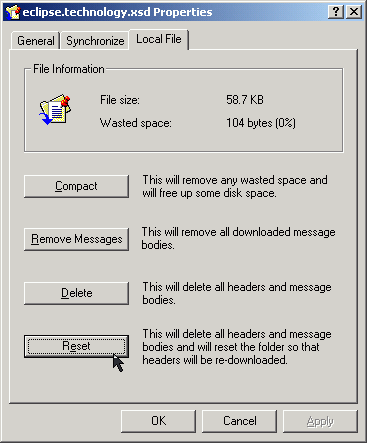 eclipse.technology.xsd Properties
General Synchronize Local File
File Information
File size: 58.7 KB
Wasted space: 104 bytes (0%)
Compact
This will remove any wasted space and
will free up some disk space.
Remove Messages
This will remove all downloaded message
bodies.
Delete
This will delete all headers and message
bodies.
Reset
This will delete all headers and message
bodies and will reset the folder so that
headers will be re-downloaded.
OK Cancel Apply